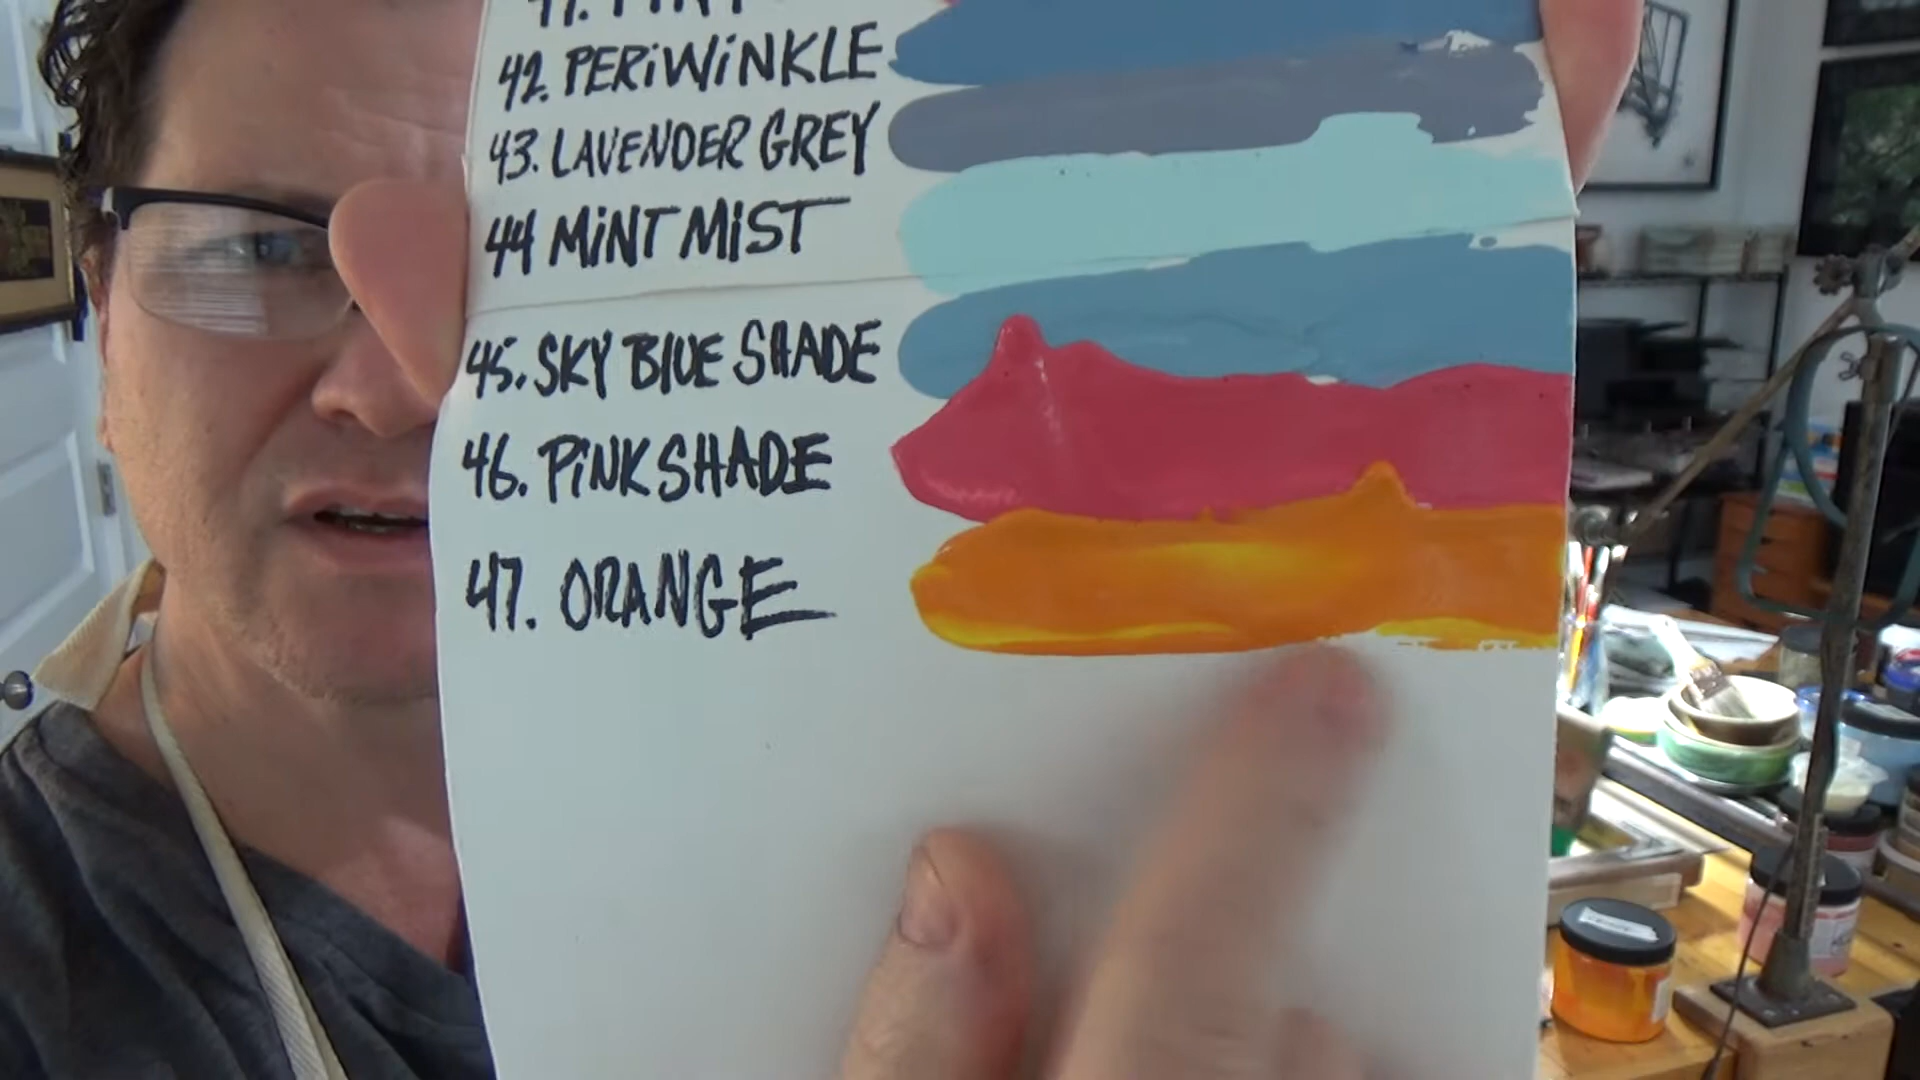 42. PERiWiNKLE
43. LAVENDER GREY
44 MiNT MiST
45. SKY BLUE SHADE
46. PiNK SHADE
47. ORANGE